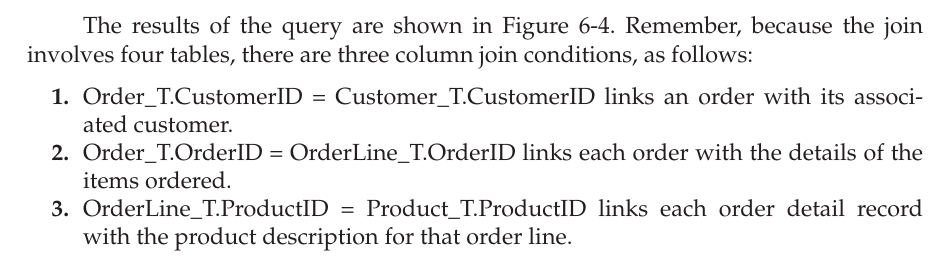 The results of the query are shown in Figure 6-4. Remember, because the join
involves four tables, there are three column join conditions, as follows:
1. Order_T.CustomerID = Customer_T.CustomerID links an order with its associ-
ated customer.
2. Order_T.OrderID = OrderLine_T.OrderID links each order with the details of the
items ordered.
3. OrderLine_T.ProductID = Product_T.ProductID links each order detail record
with the product description for that order line.